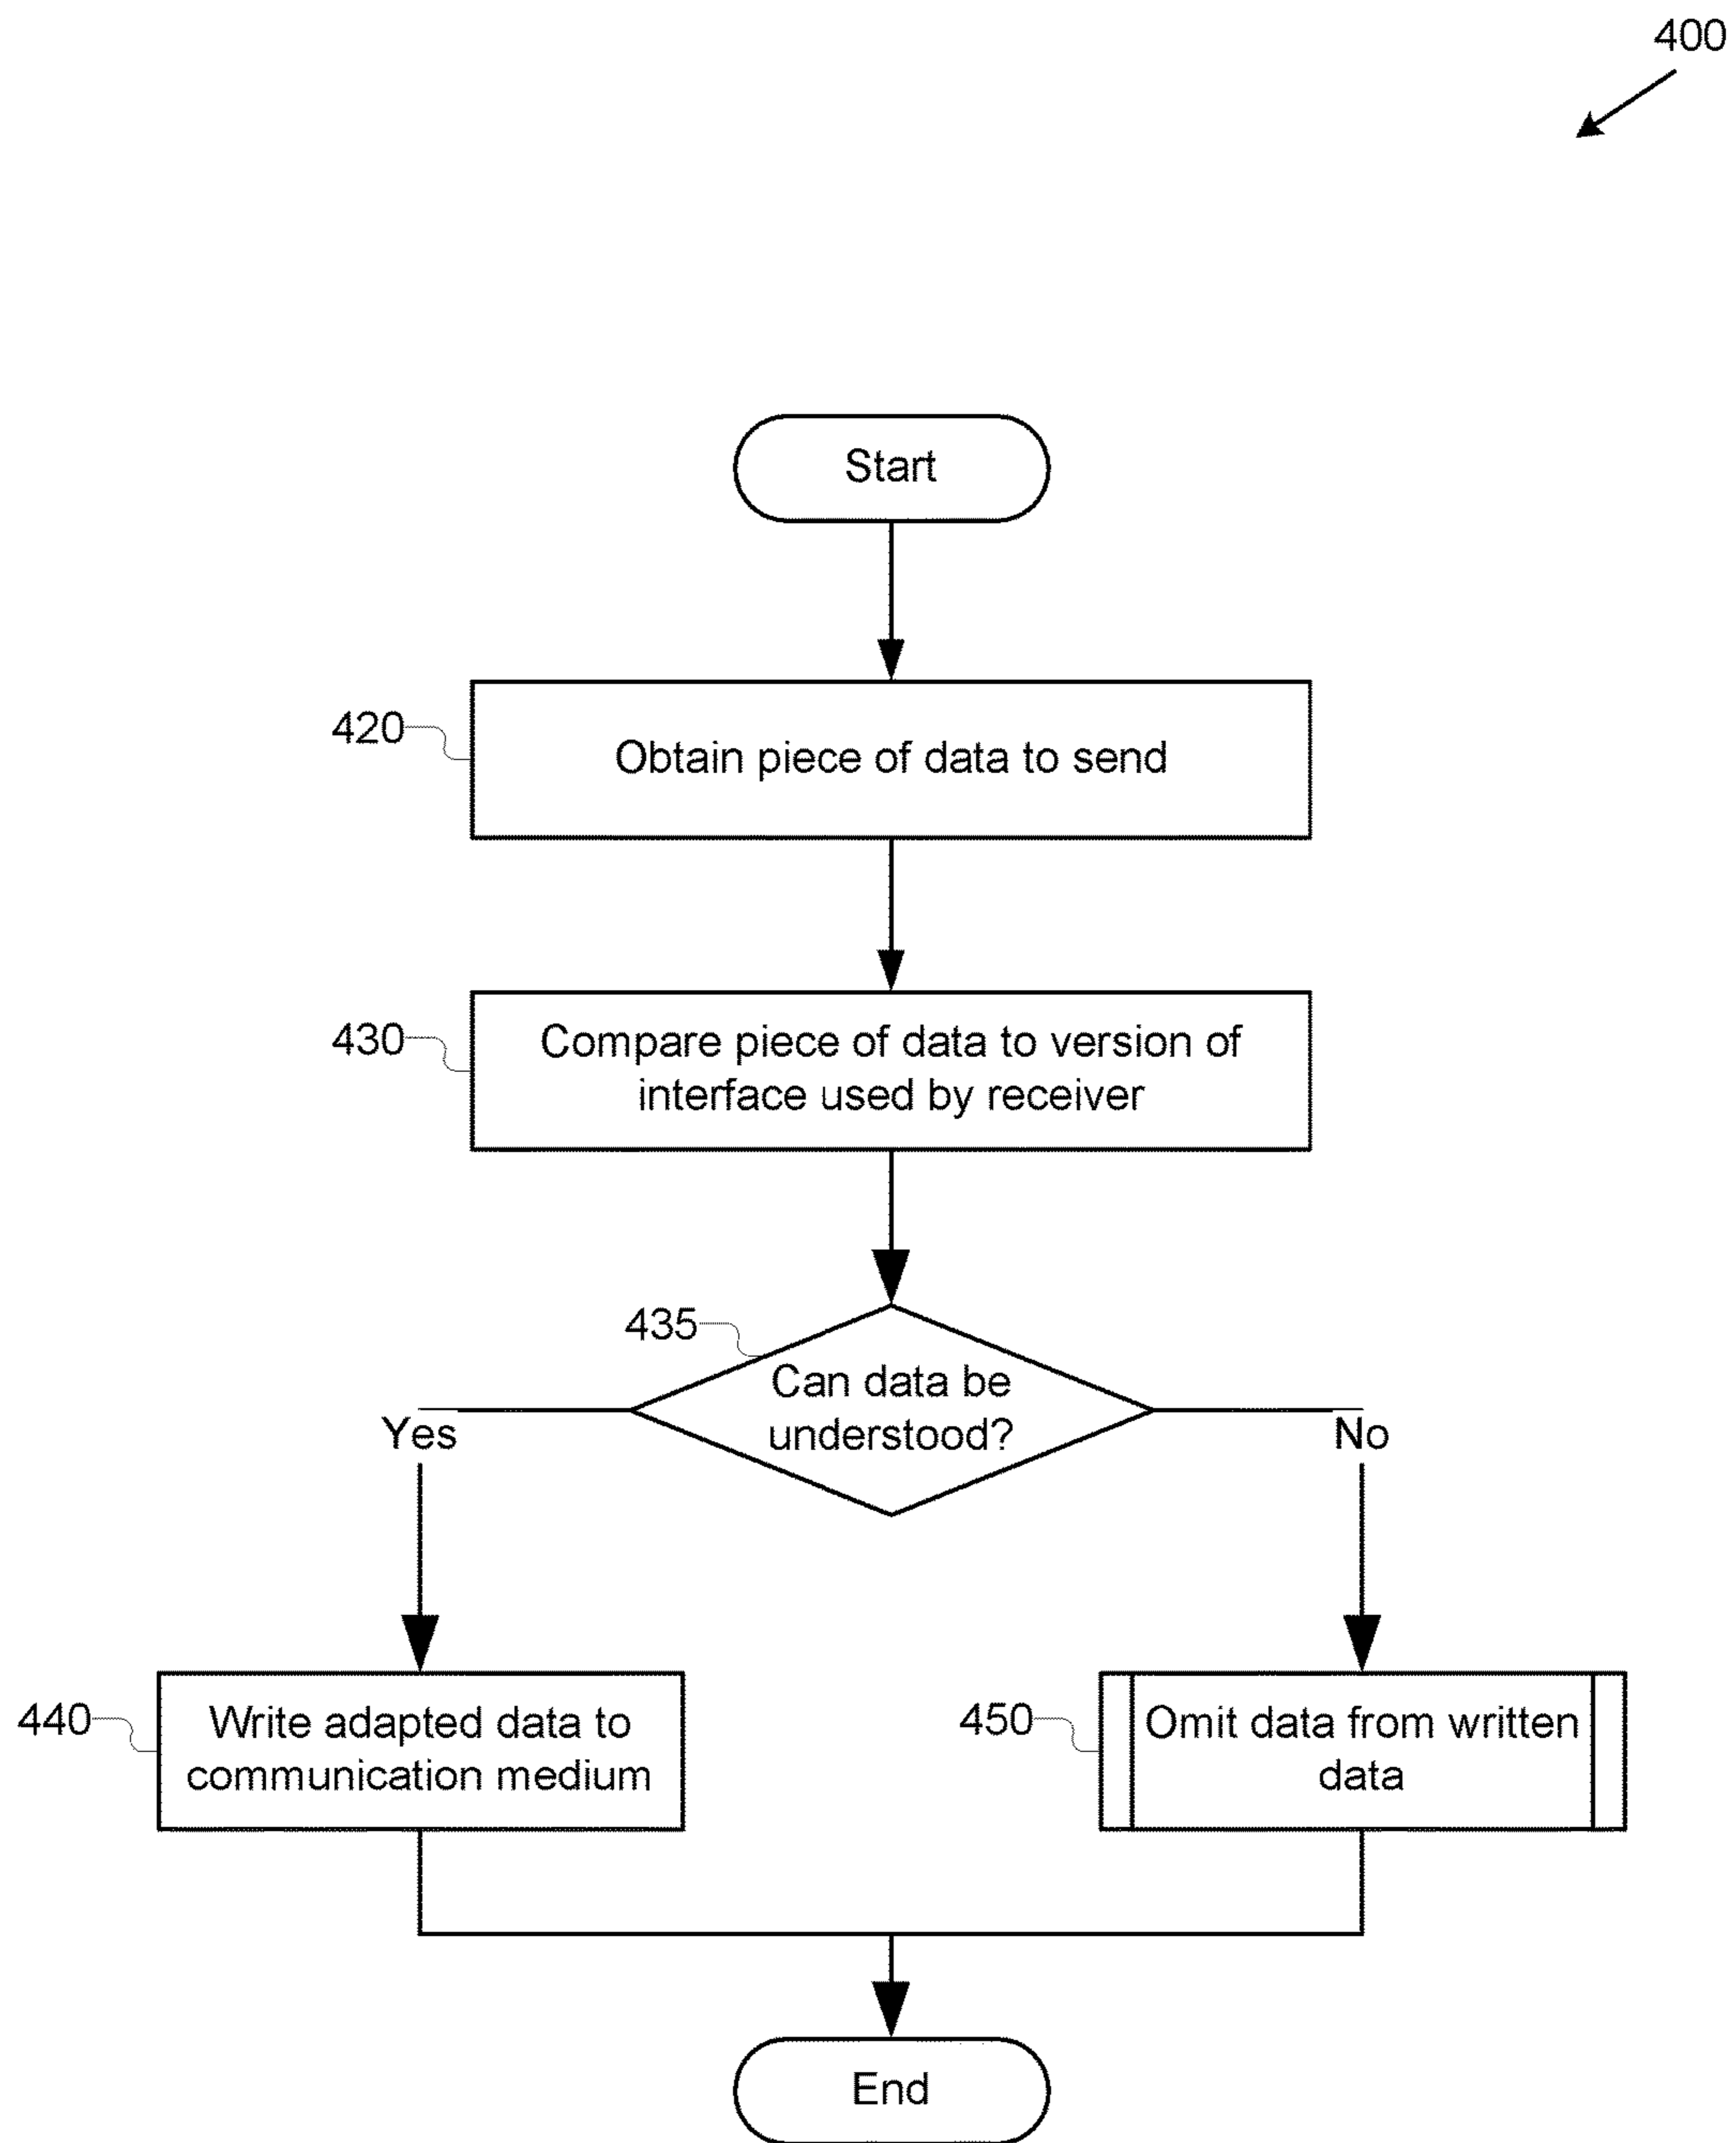 400
Start
420
Obtain piece of data to send
430
Compare piece of data to version of
interface used by receiver
435
Can data be
understood?
Yes
No
440
Write adapted data to
communication medium
450
Omit data from written
data
End